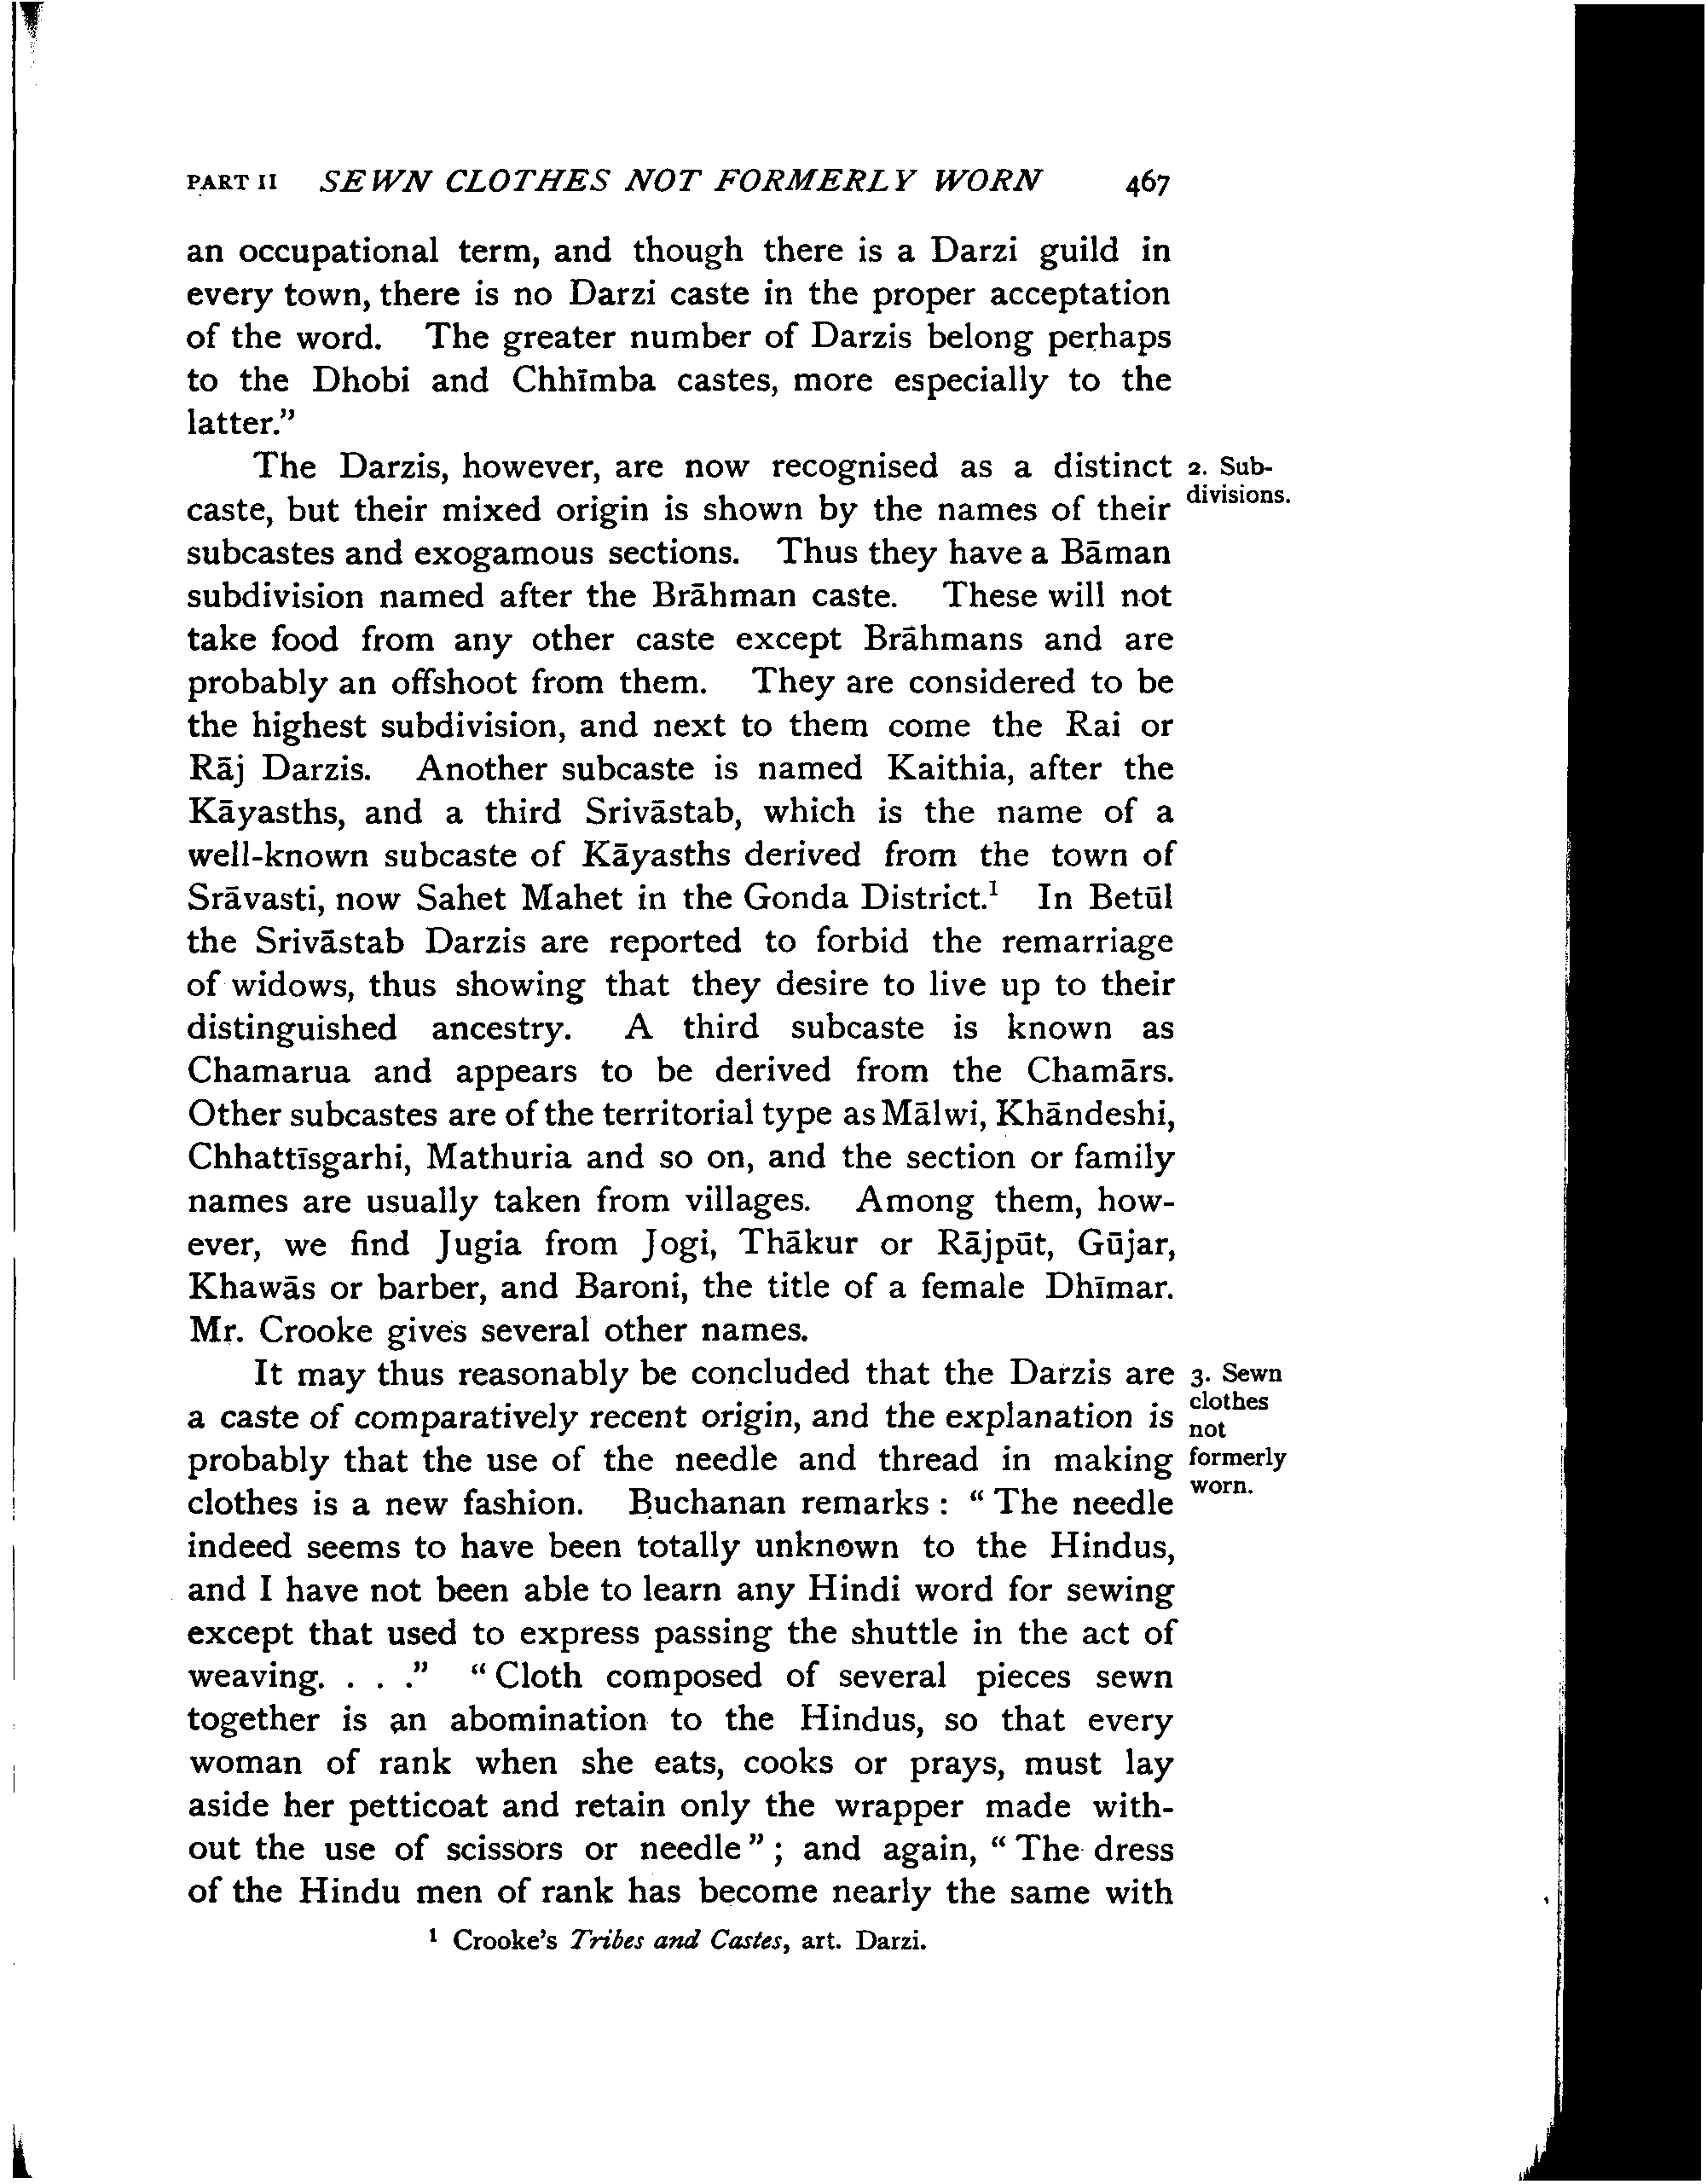 PART II SEWN CLOTHES NOT FORMERLY WORN 467
an occupational term, and though there is a Darzi guild in
every town, there is no Darzi caste in the proper acceptation
of the word. The greater number of Darzis belong perhaps
to the Dhobi and Chhīmba castes, more especially to the
latter.”
The Darzis, however, are now recognised as a distinct
2. Sub-
divisions.
caste, but their mixed origin is shown by the names of their
subcastes and exogamous sections. Thus they have a Bāman
subdivision named after the Brāhman caste. These will not
take food from any other caste except Brāhmans and are
probably an offshoot from them. They are considered to be
the highest subdivision, and next to them come the Rai or
Rāj Darzis. Another subcaste is named Kaithia, after the
Kāyasths, and a third Srivāstab, which is the name of a
well-known subcaste of Kāyasths derived from the town of
Srāvasti, now Sahet Mahet in the Gonda District.¹ In Betūl
the Srivāstab Darzis are reported to forbid the remarriage
of widows, thus showing that they desire to live up to their
distinguished ancestry. A third subcaste is known as
Chamarua and appears to be derived from the Chamārs.
Other subcastes are of the territorial type as Mālwi, Khāndeshi,
Chhattīsgarhi, Mathuria and so on, and the section or family
names are usually taken from villages. Among them, how-
ever, we find Jugia from Jogi, Thākur or Rājpūt, Gūjar,
Khawās or barber, and Baroni, the title of a female Dhīmar.
Mr. Crooke gives several other names.
It may thus reasonably be concluded that the Darzis are
3. Sewn
clothes
not
formerly
worn.
a caste of comparatively recent origin, and the explanation is
probably that the use of the needle and thread in making
clothes is a new fashion. Buchanan remarks : “ The needle
indeed seems to have been totally unknown to the Hindus,
and I have not been able to learn any Hindi word for sewing
except that used to express passing the shuttle in the act of
weaving. . . .” “ Cloth composed of several pieces sewn
together is an abomination to the Hindus, so that every
woman of rank when she eats, cooks or prays, must lay
aside her petticoat and retain only the wrapper made with-
out the use of scissors or needle ” ; and again, “ The dress
of the Hindu men of rank has become nearly the same with
¹ Crooke’s Tribes and Castes, art. Darzi.